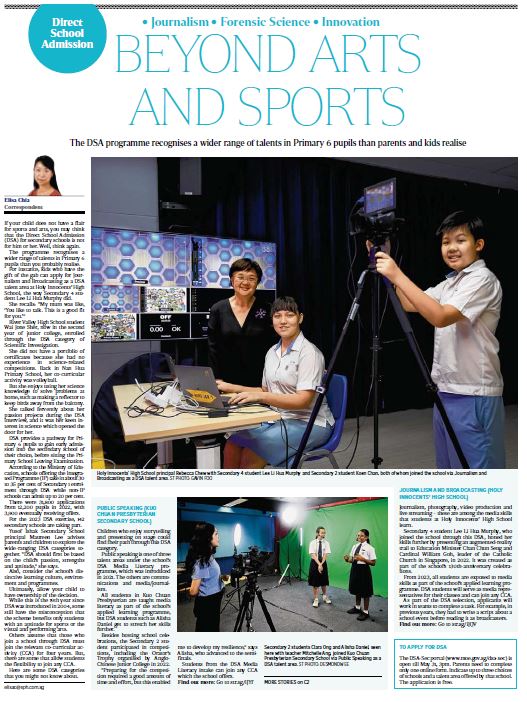 Direct
School
Admission
• Journalism • Forensic Science • Innovation
BEYOND ARTS
AND SPORTS
The DSA programme recognises a wider range of talents in Primary 6 pupils than parents and kids realise
Elisa Chia
Correspondent
If your child does not have a flair
for sports and arts, you may think
that the Direct School Admission
(DSA) for secondary schools is not
for him or her. Well, think again.
The programme recognises a
wider range of talents in Primary 6
pupils than you probably realise.
For instance, kids who have the
gift of the gab can apply for Journalism
and Broadcasting as a DSA
talent area at Holy Innocents' High
School, the way Secondary 4 student
Lee Li Hua Murphy did.
She recalls: "My mum was like,
'You like to talk. This is a good fit
for you.'"
River Valley High School student
Wai Jone Shér, now in the second
year of junior college, enrolled
through the DSA category of
Scientific Investigation.
She did not have a portfolio of
certificates because she had no
experience in science-related
competitions. Back in Nan Hua
Primary School, her co-curricular
activity was volleyball.
But she enjoys using her science
knowledge to solve problems at
home, such as making a reflector to
keep birds away from the balcony.
She talked fervently about her
passion projects during the DSA
interview, and it was her keen interest
in science which opened the
door for her.
DSA provides a pathway for Primary
6 pupils to gain early admission
into the secondary school of
their choice, before sitting the Primary
School Leaving Examination.
According to the Ministry of Education,
schools offering the Integrated
Programme (IP) take in about 30
to 35 per cent of Secondary 1 enrolment
through DSA while non-IP
schools can admit up to 20 per cent.
There were 21,800 applications
from 12,200 pupils in 2022, with
3,900 eventually receiving offers.
For the 2023 DSA exercise, 142
secondary schools are taking part.
Yusof Ishak Secondary School
principal Maureen Lee advises
parents and children to explore the
wide-ranging DSA categories together.
"DSA should first be based
on the child's passion, strengths
and aptitude," she says.
Also, consider the school's distinctive
learning culture, environment
and programmes.
Ultimately, allow your child to
have ownership of the decision.
While this is the 19th year since
DSA was introduced in 2004, some
still have the misconception that
the scheme benefits only students
with an aptitude for sports or the
visual and performing arts.
Others assume that those who
join a school through DSA must
join the relevant co-curricular activity
(CCA) for four years. But,
there are schools that allow students
the flexibility to join any CCA.
Here are some DSA categories
that you might not know about.
elisac@sph.com.sg
Holy Innocents' High School principal Rebecca Chew with Secondary 4 student Lee Li Hua Murphy and Secondary 2 student Koen Chan, both of whom joined the school via Journalism and
Broadcasting as a DSA talent area. ST PHOTO: GAVIN FOO
PUBLIC SPEAKING (KUO
CHUAN PRESBYTERIAN
SECONDARY SCHOOL)
Children who enjoy storytelling
and presenting on stage could
find their path through this DSA
category.
Public speaking is one of three
talent areas under the school's
DSA Media Literacy programme,
which was introduced in
2021. The others are communications
and media/journalism.
All students in Kuo Chuan
Presbyterian are taught media
literacy as part of the school's
applied learning programme,
but DSA students such as Alisha
Daniel get to stretch her skills
further.
Besides hosting school celebrations,
the Secondary 2 student
participated in competitions,
including the Orator's
Trophy organised by Anglo-
Chinese Junior College in 2022.
"Preparing for the competition
required a good amount of
time and effort, but this enabled
me to develop my resilience," says
Alisha, who advanced to the semi-
finals.
Students from the DSA Media
Literacy intake can join any CCA
which the school offers.
Find out more: Go to
Secondary 2 students Clara Ong and Alisha Daniel seen
here with teacher Michelle Ang, joined Kuo Chuan
Presbyterian Secondary School via Public Speaking as a
DSA talent area. ST PHOTO: DESMOND WEE
MORE STORIES ON C2
JOURNALISM AND BROADCASTING (HOLY
INNOCENTS' HIGH SCHOOL)
Journalism, photography, video production and
live streaming – these are among the media skills
that students at Holy Innocents' High School
learn.
Secondary 4 student Lee Li Hua Murphy, who
joined the school through this DSA, honed her
skills further by presenting an augmented-reality
trail to Education Minister Chan Chun Sing and
Cardinal William Goh, leader of the Catholic
Church in Singapore, in 2022. It was created as
part of the school's 130th-anniversary celebrations.
From 2023, all students are exposed to media
skills as part of the school's applied learning programme.
DSA students will serve as media representatives
for their classes and can join any CCA.
As part of the DSA selection, applicants will
work in teams to complete a task. For example, in
previous years, they had to write a script about a
school event before reading it as broadcasters.
Find out more: Go to
TO APPLY FOR DSA
The DSA-Sec portal (www.moe.gov.sg/dsa-sec) is
open till May 31, 3pm. Parents need to complete
only one online form. Indicate up to three choices
of schools and a talent area offered by that school.
The application is free.